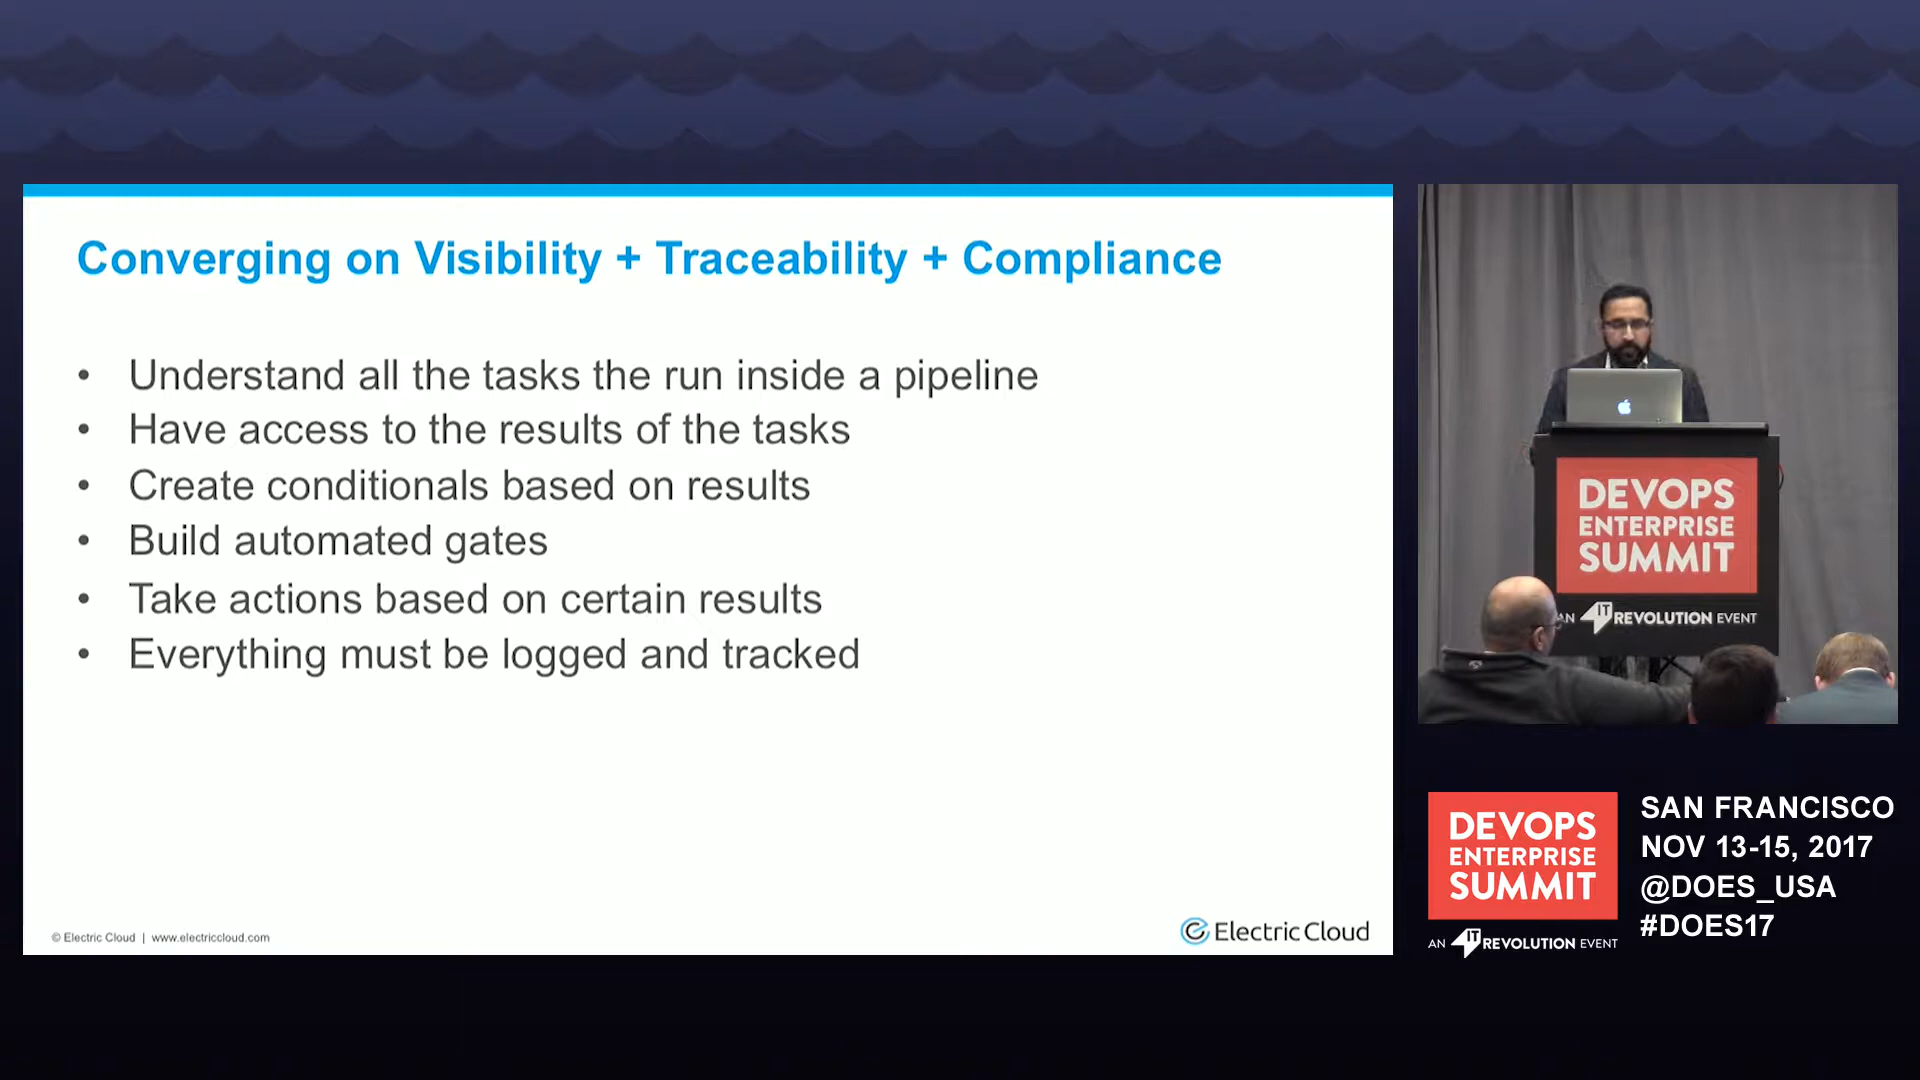 Converging on Visibility + Traceability + Compliance
• Understand all the tasks the run inside a pipeline
• Have access to the results of the tasks
• Create conditionals based on results
• Build automated gates
• Take actions based on certain results
• Everything must be logged and tracked
© Electric Cloud | www.electriccloud.com
Electric Cloud
DEVOPS
ENTERPRISE
SUMMIT
AN IT REVOLUTION EVENT
DEVOPS
ENTERPRISE
SUMMIT
AN IT REVOLUTION EVENT
SAN FRANCISCO
NOV 13-15, 2017
@DOES_USA
#DOES17